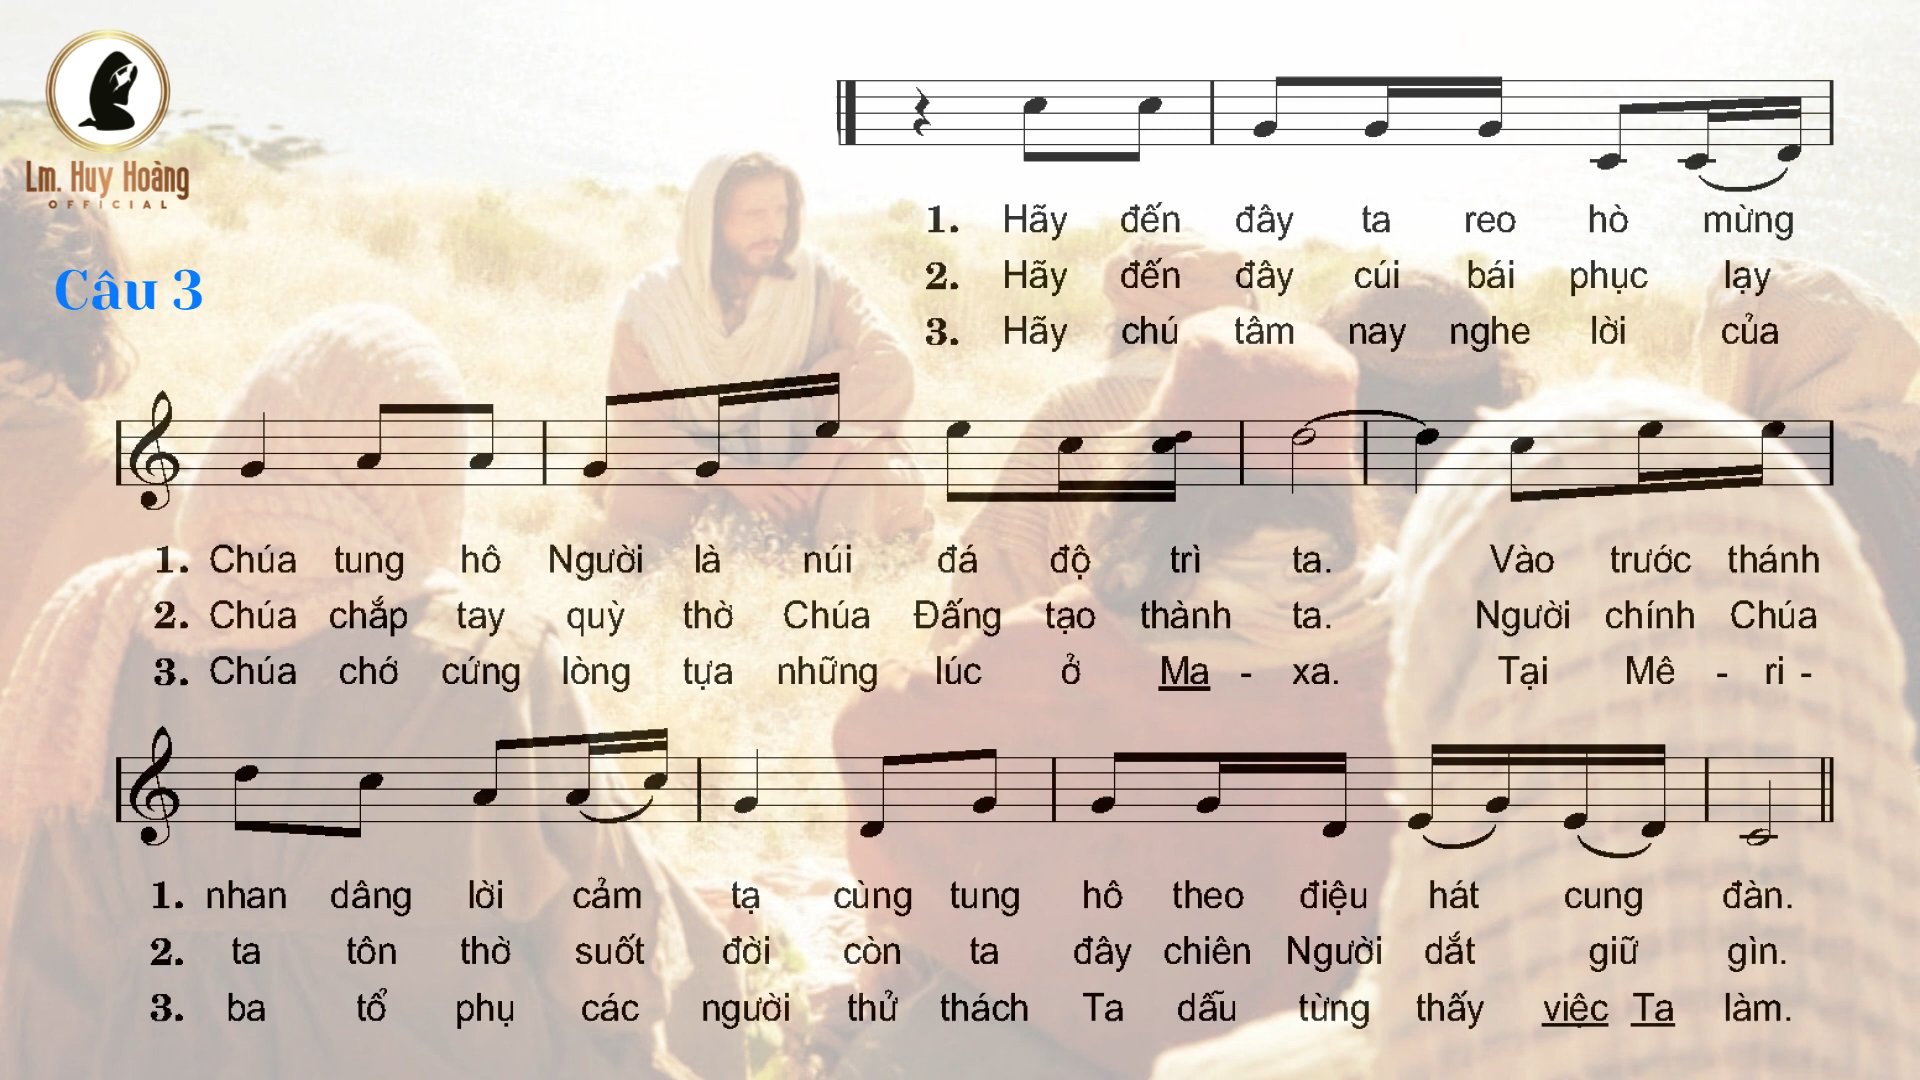 Lm. Huy Hoàng
OFFICIAL
Câu 3
1. Hãy đến đây ta reo hò mừng
2. Hãy đến đây cúi bái phục lạy
3. Hãy chú tâm nay nghe lời của
1. Chúa tung hô Người là núi đá độ trì ta. Vào trước thánh
2. Chúa chắp tay quỳ thờ Chúa Đấng tạo thành ta. Người chính Chúa
3. Chúa chớ cứng lòng tựa những lúc ở Ma - xa. Tại Mê - ri -
1. nhan dâng lời cảm tạ cùng tung hô theo điệu hát cung đàn.
2. ta tôn thờ suốt đời còn ta đây chiên Người dắt giữ gìn.
3. ba tổ phụ các người thử thách Ta dẫu từng thấy việc Ta làm.